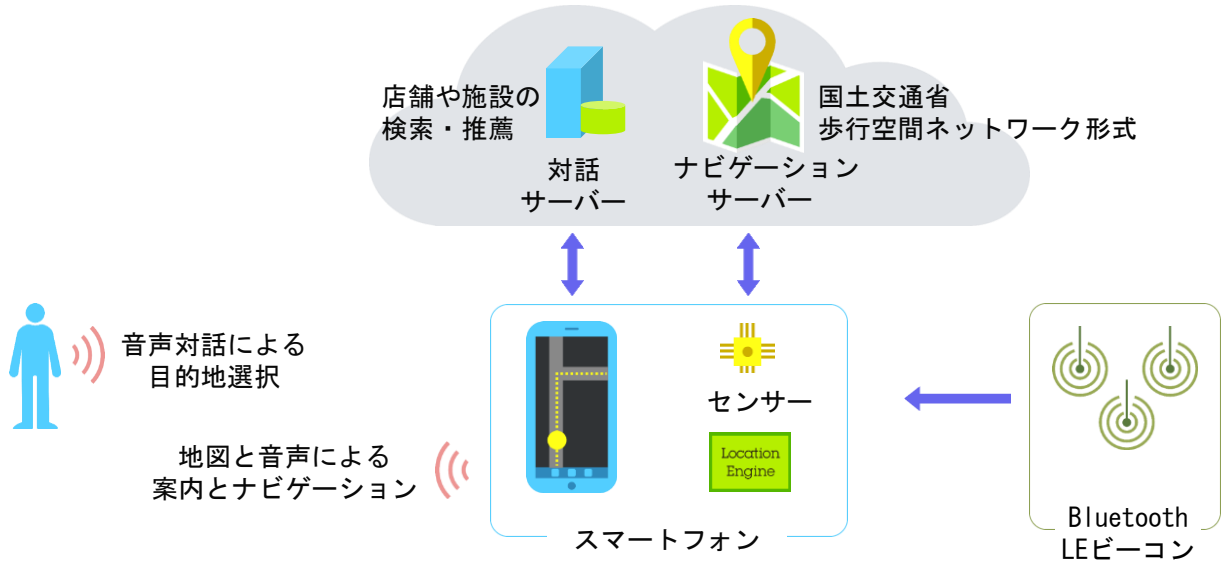 店舗や施設の
検索・推薦
対話
サーバー
国土交通省
歩行空間ネットワーク形式
ナビゲーション
サーバー
音声対話による
目的地選択
地図と音声による
案内とナビゲーション
センサー
Location
Engine
スマートフォン
Bluetooth
LEビーコン